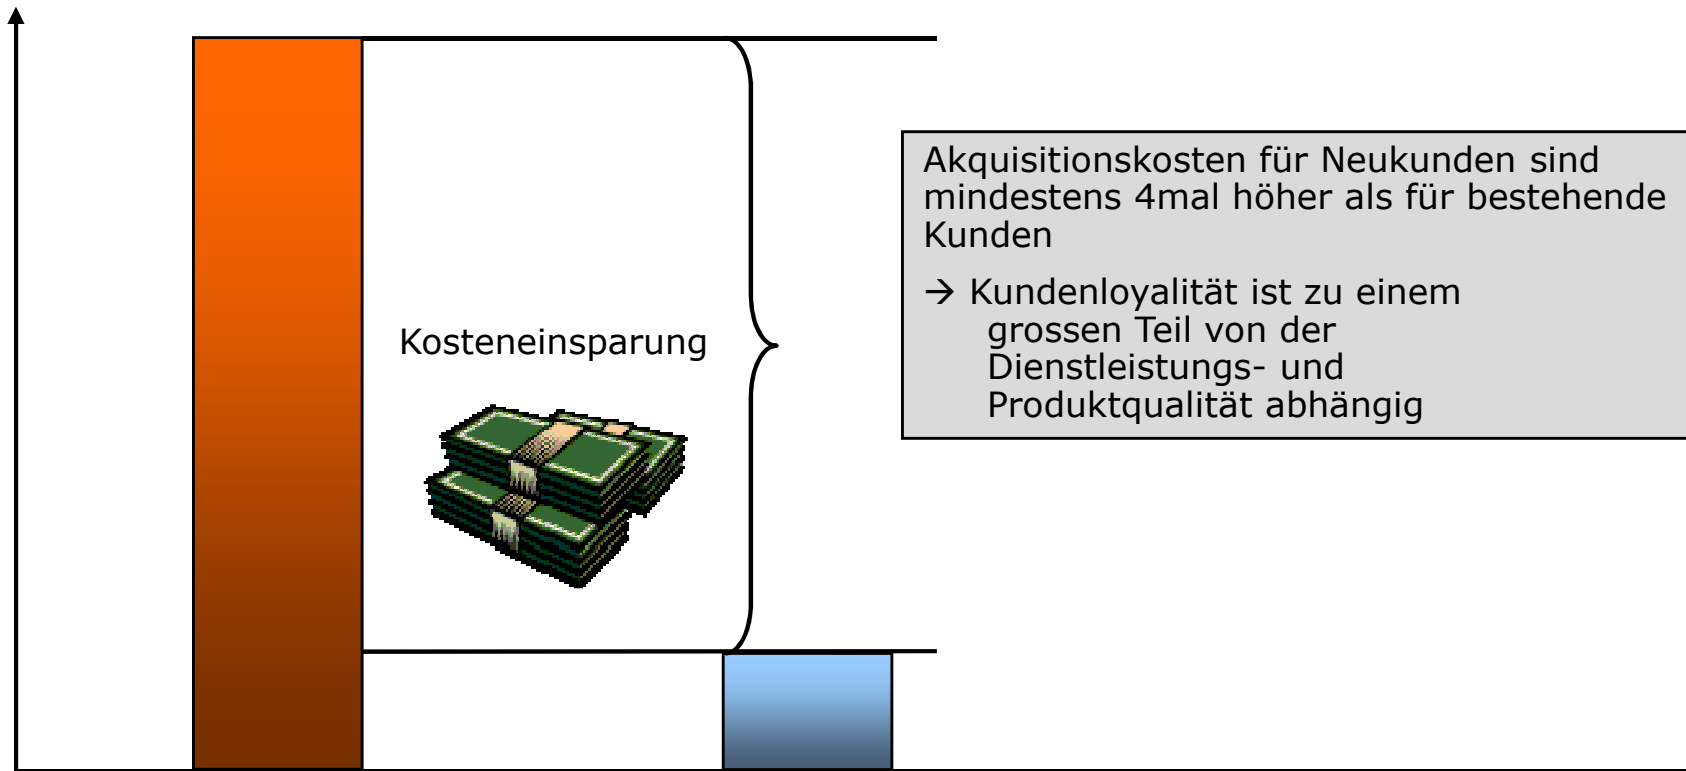 Akquisitionskosten für Neukunden sind
mindestens 4mal höher als für bestehende
Kunden
→ Kundenloyalität ist zu einem
grossen Teil von der
Dienstleistungs- und
Produktqualität abhängig
Kosteneinsparung